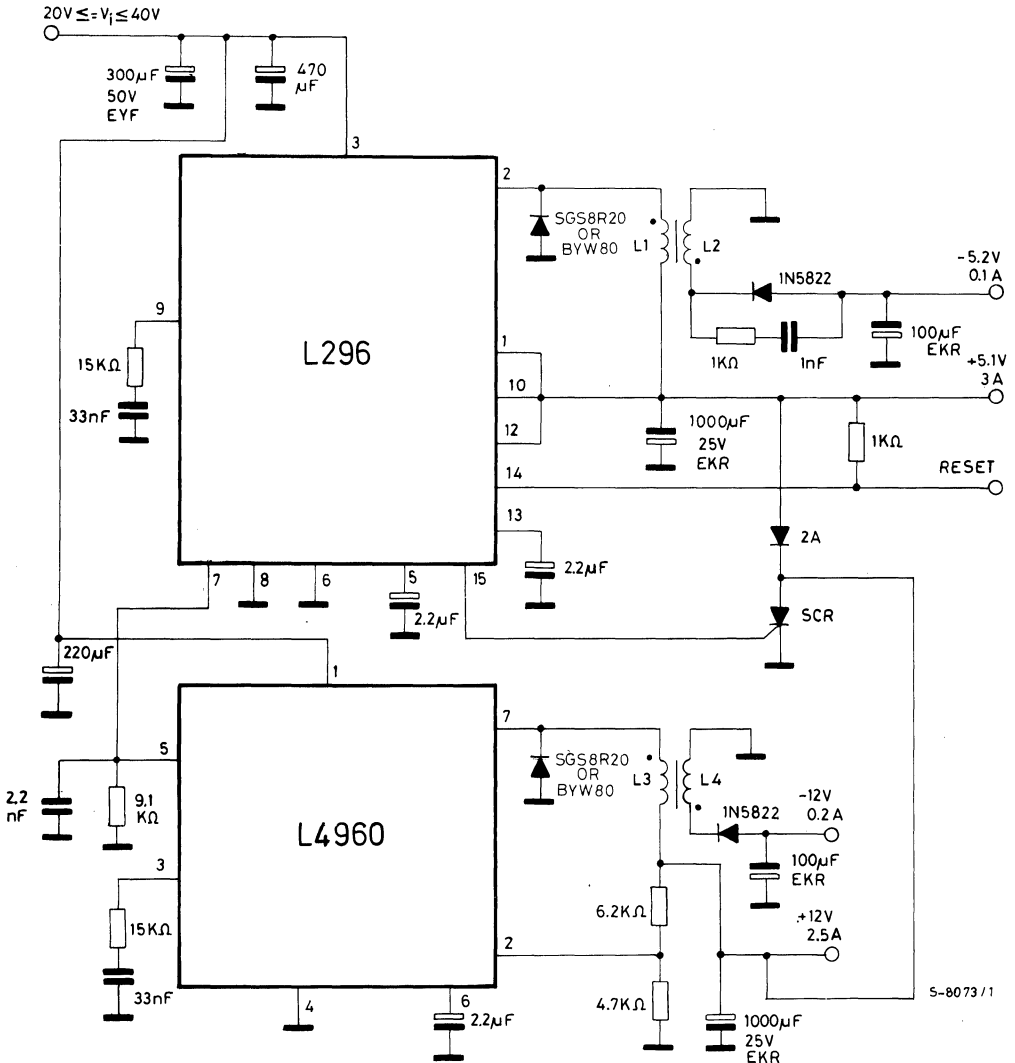 20V ≤=Vi≤ 40V
300µF
50V
EYF
470
µF
3
2
SGS8R20
OR
BYW80
L1
L2
1N5822
-5.2V
0.1A
1KΩ
1nF
100µF
EKR
9
15KΩ
33nF
L296
1
10
12
14
13
+5.1V
3A
1000µF
25V
EKR
1KΩ
RESET
2.2µF
2A
SCR
7
8
6
5
15
2.2µF
220µF
1
5
2.2
nF
9.1
KΩ
3
15KΩ
33nF
L4960
7
SGS8R20
OR
BYW80
L3
L4
1N5822
-12V
0.2A
100µF
EKR
6.2KΩ
+12V
2.5A
2
4.7KΩ
4
6
2.2µF
1000µF
25V
EKR
S-8073/1